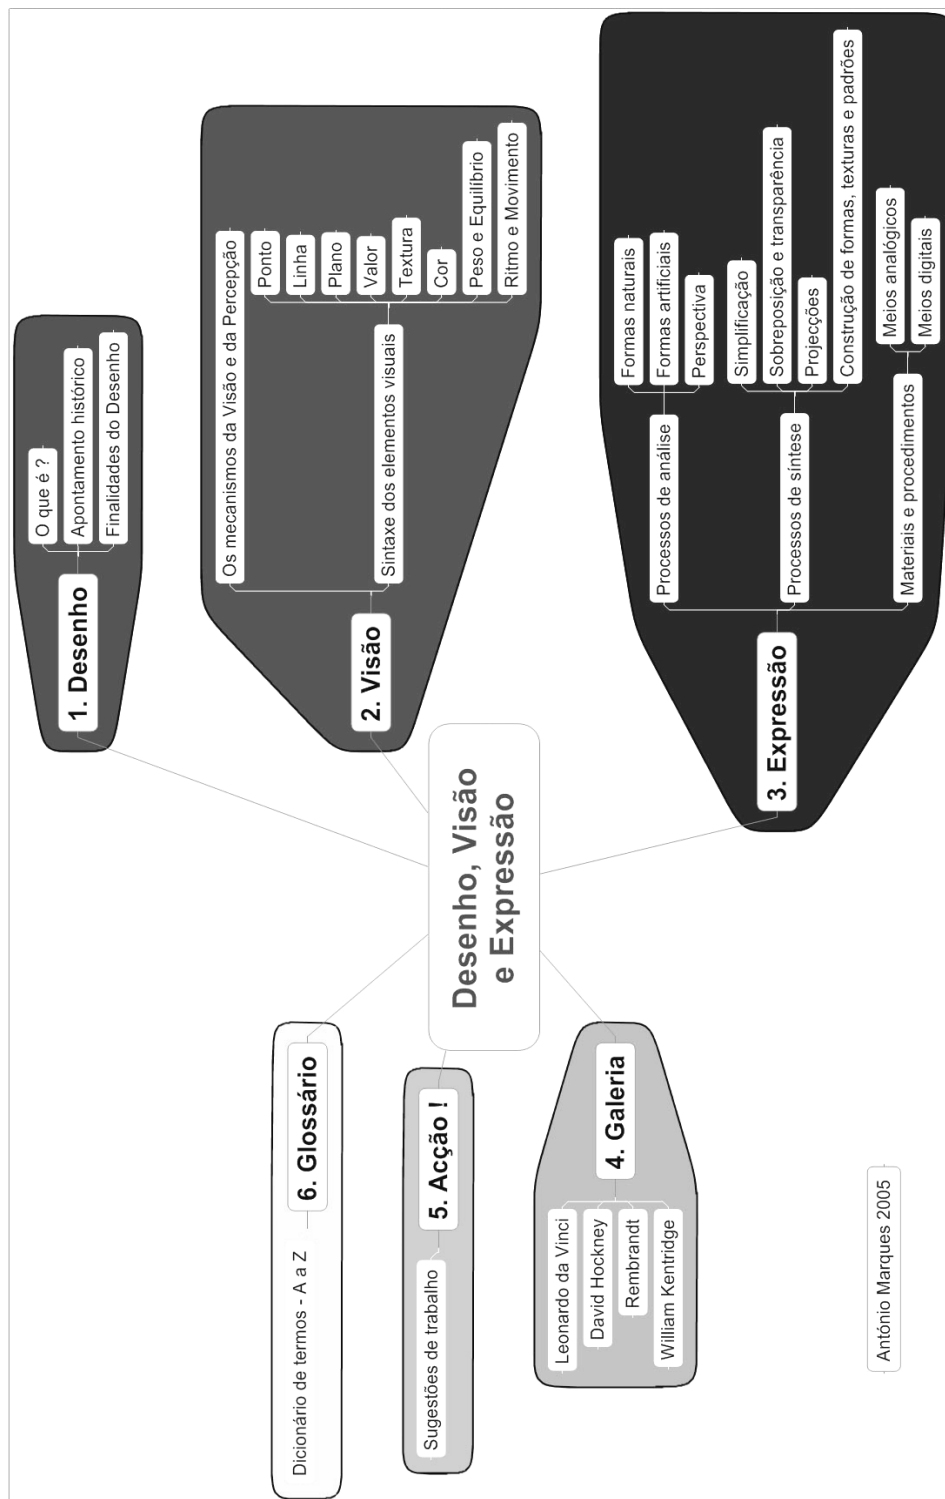 Desenho, Visão
e Expressão
1. Desenho
O que é ?
Apontamento histórico
Finalidades do Desenho
2. Visão
Os mecanismos da Visão e da Percepção
Sintaxe dos elementos visuais
Ponto
Linha
Plano
Valor
Textura
Cor
Peso e Equilíbrio
Ritmo e Movimento
3. Expressão
Processos de análise
Formas naturais
Formas artificiais
Perspectiva
Processos de síntese
Simplificação
Sobreposição e transparência
Projecções
Construção de formas, texturas e padrões
Materiais e procedimentos
Meios analógicos
Meios digitais
4. Galeria
Leonardo da Vinci
David Hockney
Rembrandt
William Kentridge
5. Acção !
Sugestões de trabalho
6. Glossário
Dicionário de termos - A a Z
António Marques 2005